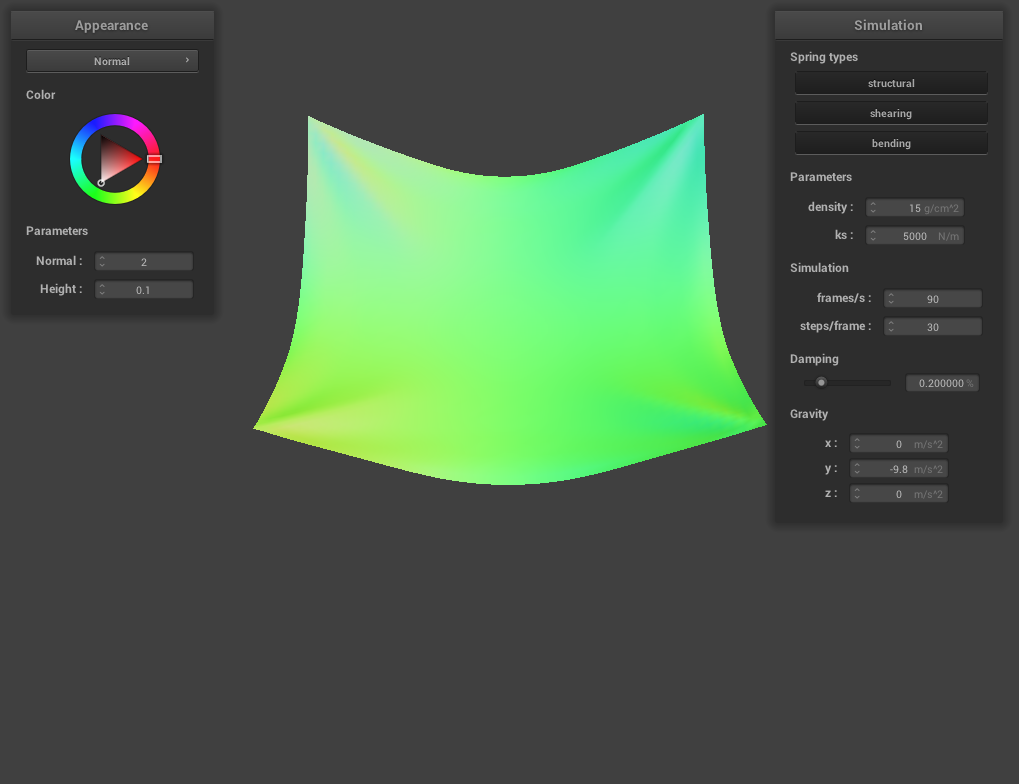 Appearance
Normal
Color
Parameters
Normal : 2
Height : 0.1
Simulation
Spring types
structural
shearing
bending
Parameters
density : 15 g/cm^2
ks : 5000 N/m
Simulation
frames/s : 90
steps/frame : 30
Damping
0.200000 %
Gravity
x : 0 m/s^2
y : -9.8 m/s^2
z : 0 m/s^2